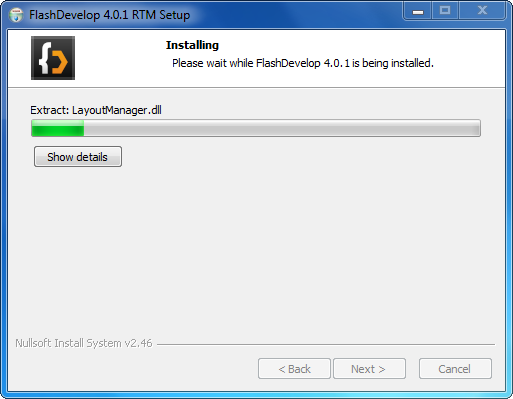 FlashDevelop 4.0.1 RTM Setup
Installing
Please wait while FlashDevelop 4.0.1 is being installed.
Extract: LayoutManager.dll
Show details
Nullsoft Install System v2.46
< Back
Next >
Cancel